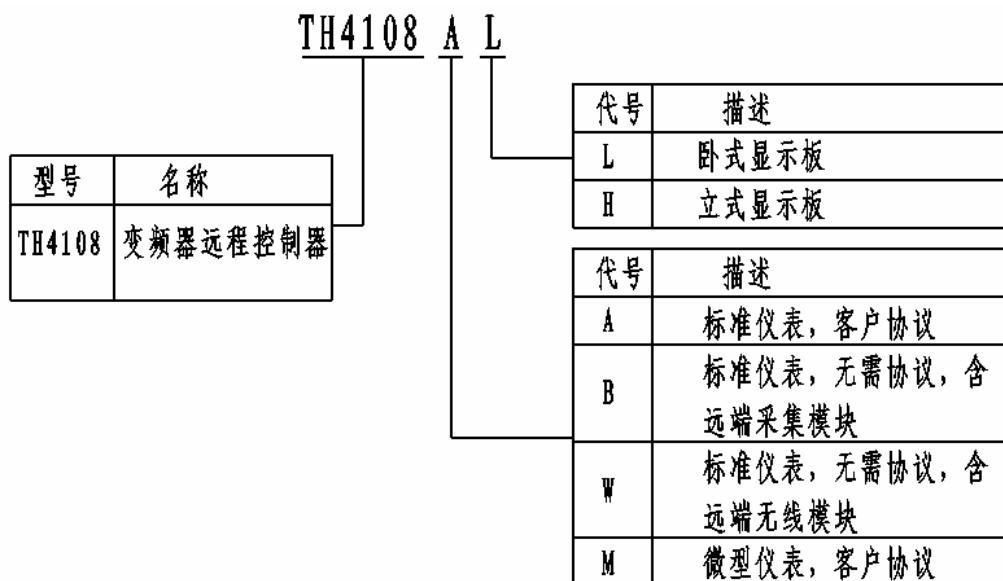 TH4108 A L
代号 描述
L 卧式显示板
H 立式显示板
型号 名称
TH4108 变频器远程控制器
代号 描述
A 标准仪表，客户协议
B 标准仪表，无需协议，含
远端采集模块
W 标准仪表，无需协议，含
远端无线模块
M 微型仪表，客户协议